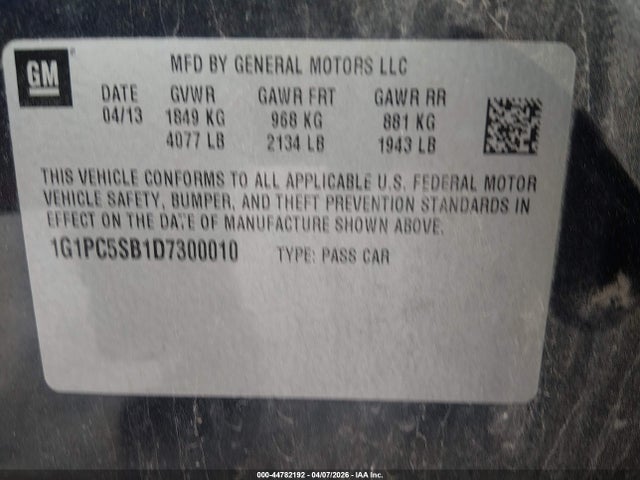 GM
MFD BY GENERAL MOTORS LLC
DATE GVWR GAWR FRT GAWR RR
04/13 1849 KG 968 KG 881 KG
4077 LB 2134 LB 1943 LB
THIS VEHICLE CONFORMS TO ALL APPLICABLE U.S. FEDERAL MOTOR
VEHICLE SAFETY, BUMPER, AND THEFT PREVENTION STANDARDS IN
EFFECT ON THE DATE OF MANUFACTURE SHOWN ABOVE.
1G1PC5SB1D7300010 TYPE: PASS CAR
000-44782192 - 04/07/2026 - IAAI, Inc.